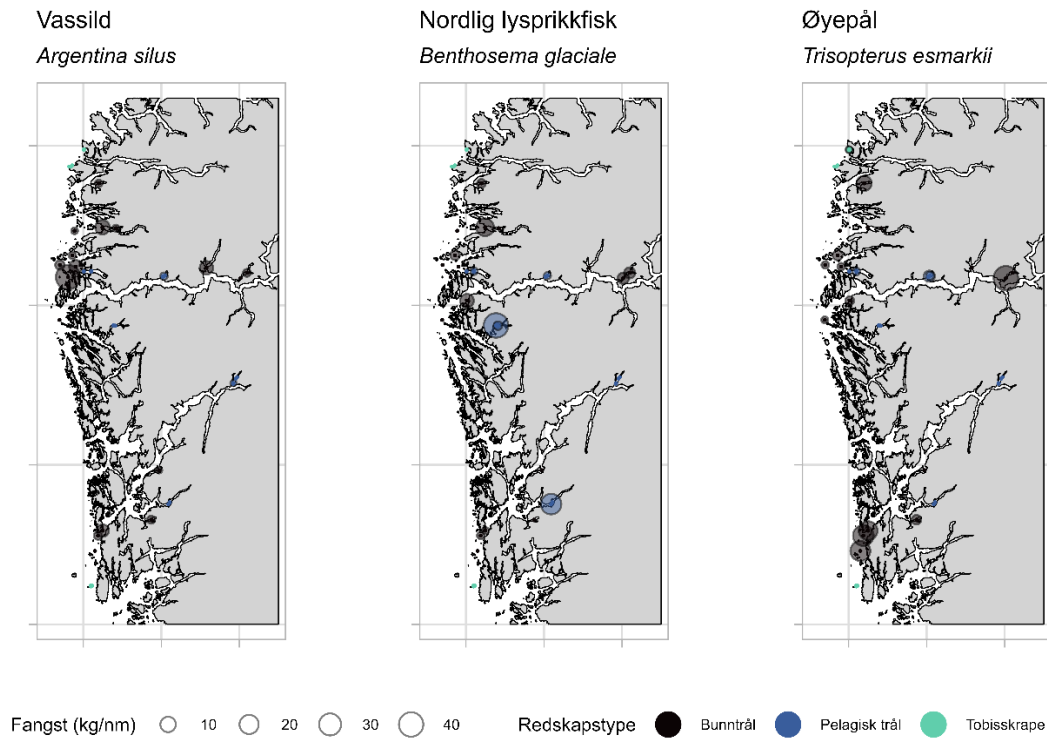 Vassild
Argentina silus
Nordlig lysprikkfisk
Benthosema glaciale
Øyepål
Trisopterus esmarkii
Fangst (kg/nm) 10 20 30 40 Redskapstype Bunntrål Pelagisk trål Tobisskrape